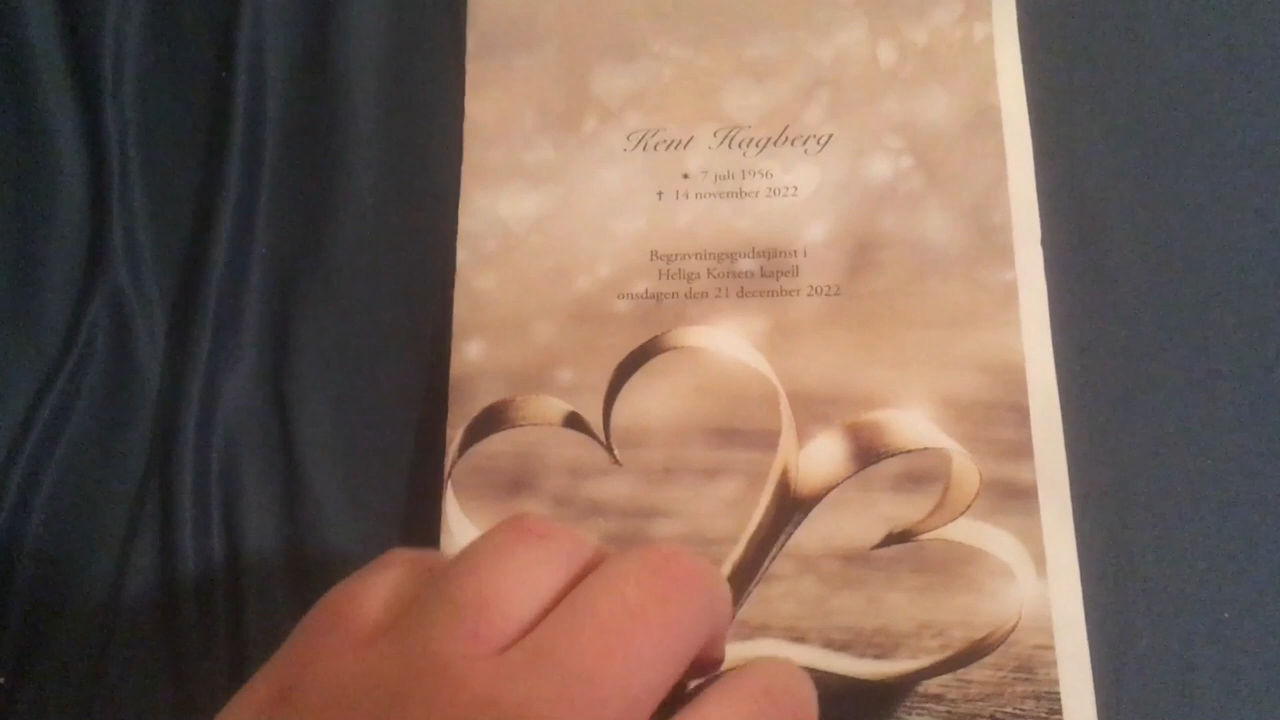 Kent Hagberg
* 7 juli 1956
† 14 november 2022
Begravningsgudstjänst i
Heliga Korsets kapell
onsdagen den 21 december 2022